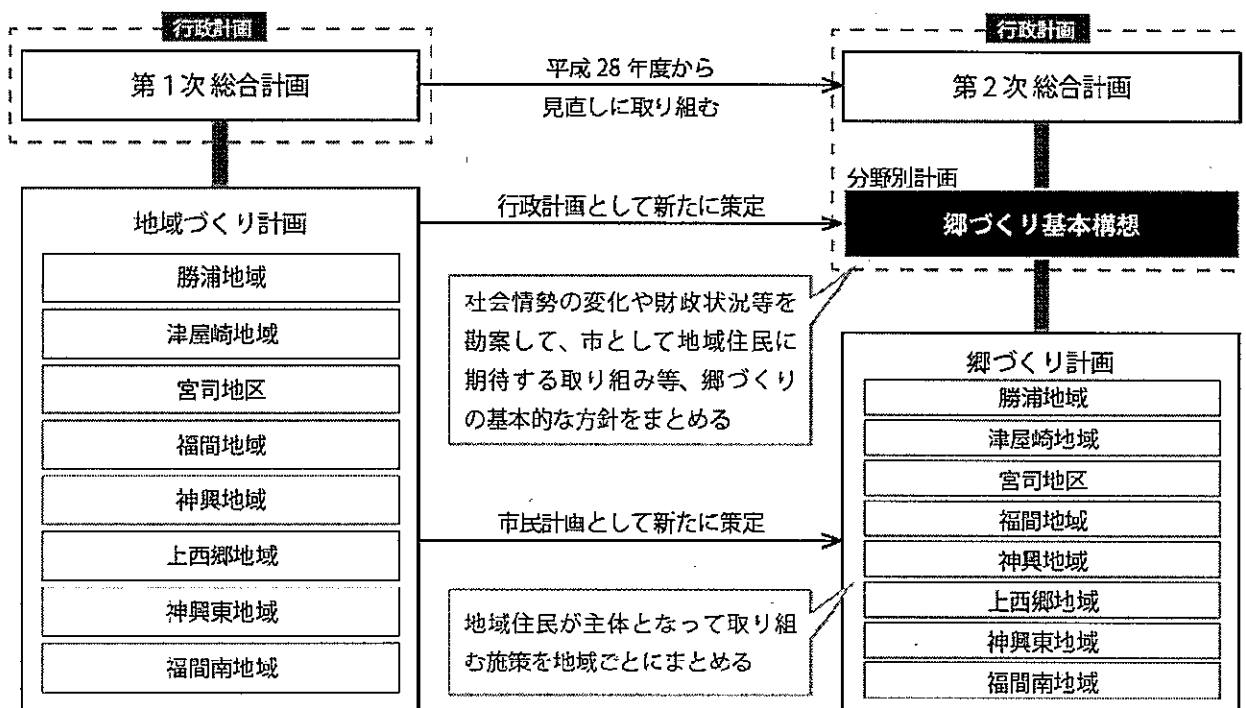 行政計画
第1次総合計画
地域づくり計画
勝浦地域
津屋崎地域
宮司地区
福間地域
神興地域
上西郷地域
神興東地域
福間南地域
平成 28 年度から
見直しに取り組む
行政計画として新たに策定
社会情勢の変化や財政状況等を
勘案して、市として地域住民に
期待する取り組み等、郷づくり
の基本的な方針をまとめる
市民計画として新たに策定
地域住民が主体となって取り組
む施策を地域ごとにまとめる
行政計画
第2次総合計画
分野別計画
郷づくり基本構想
郷づくり計画
勝浦地域
津屋崎地域
宮司地区
福間地域
神興地域
上西郷地域
神興東地域
福間南地域